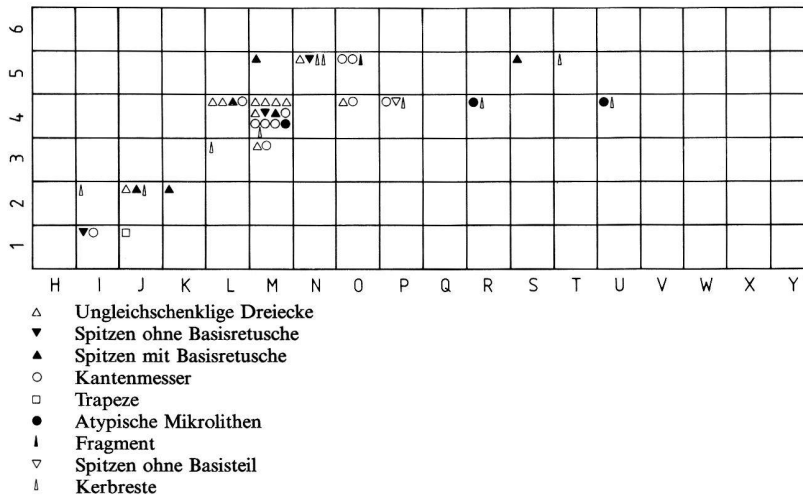 6
5
4
3
2
1
H I J K L M N O P Q R S T U V W X Y
Ungleichschenklige Dreiecke
Spitzen ohne Basisretusche
Spitzen mit Basisretusche
Kantenmesser
Trapeze
Atypische Mikrolithen
Fragment
Spitzen ohne Basisteil
Kerbreste